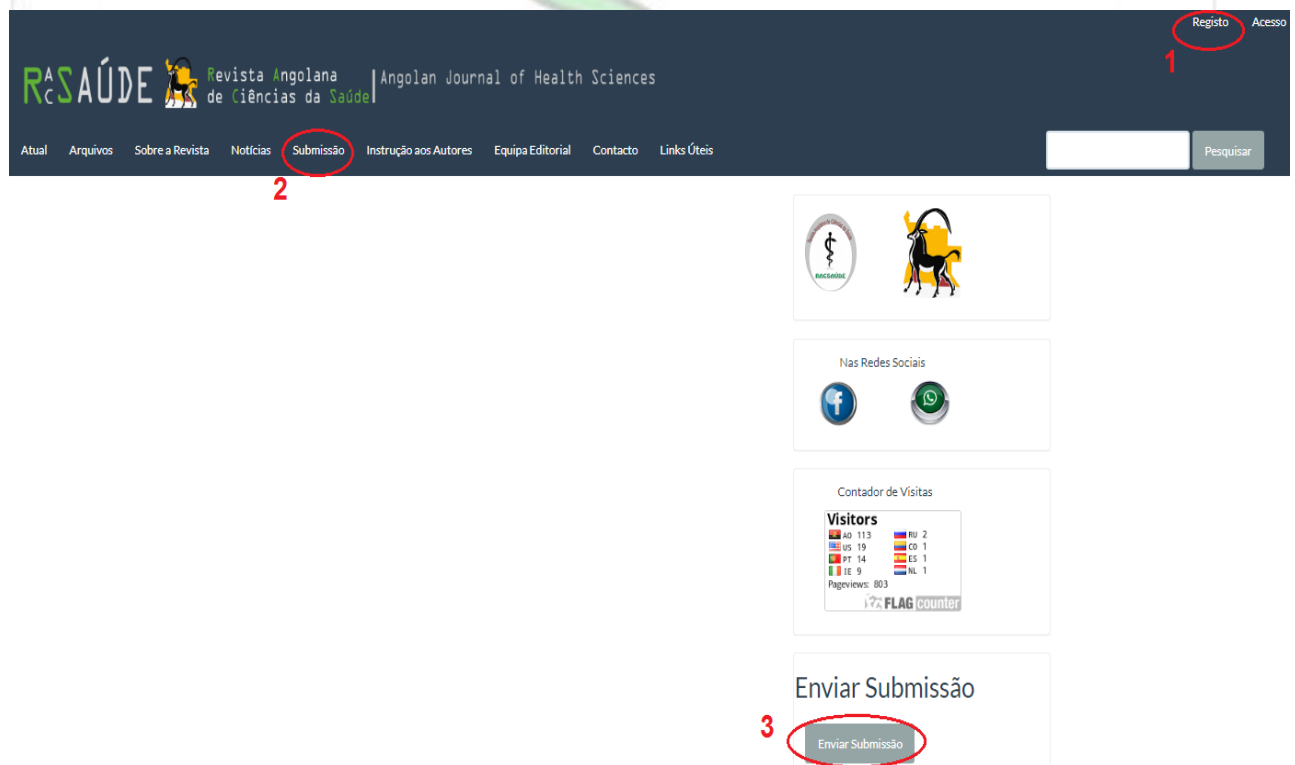 Registo Acesso
1
RACSAÚDE Revista Angolana de Ciências da Saúde | Angolan Journal of Health Sciences
Atual Arquivos Sobre a Revista Notícias Submissão Instrução aos Autores Equipa Editorial Contacto Links Úteis Pesquisar
2
RACSAÚDE
Nas Redes Sociais
Contador de Visitas
Visitors
AO 113 RU 2
US 19 CO 1
PT 14 ES 1
IE 9 NL 1
Pageviews: 803
FLAG counter
Enviar Submissão
3
Enviar Submissão